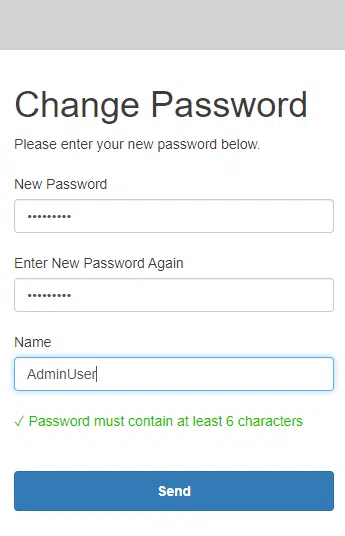 Change Password
Please enter your new password below.
New Password
•••••••••
Enter New Password Again
•••••••••
Name
AdminUser
✓ Password must contain at least 6 characters
Send